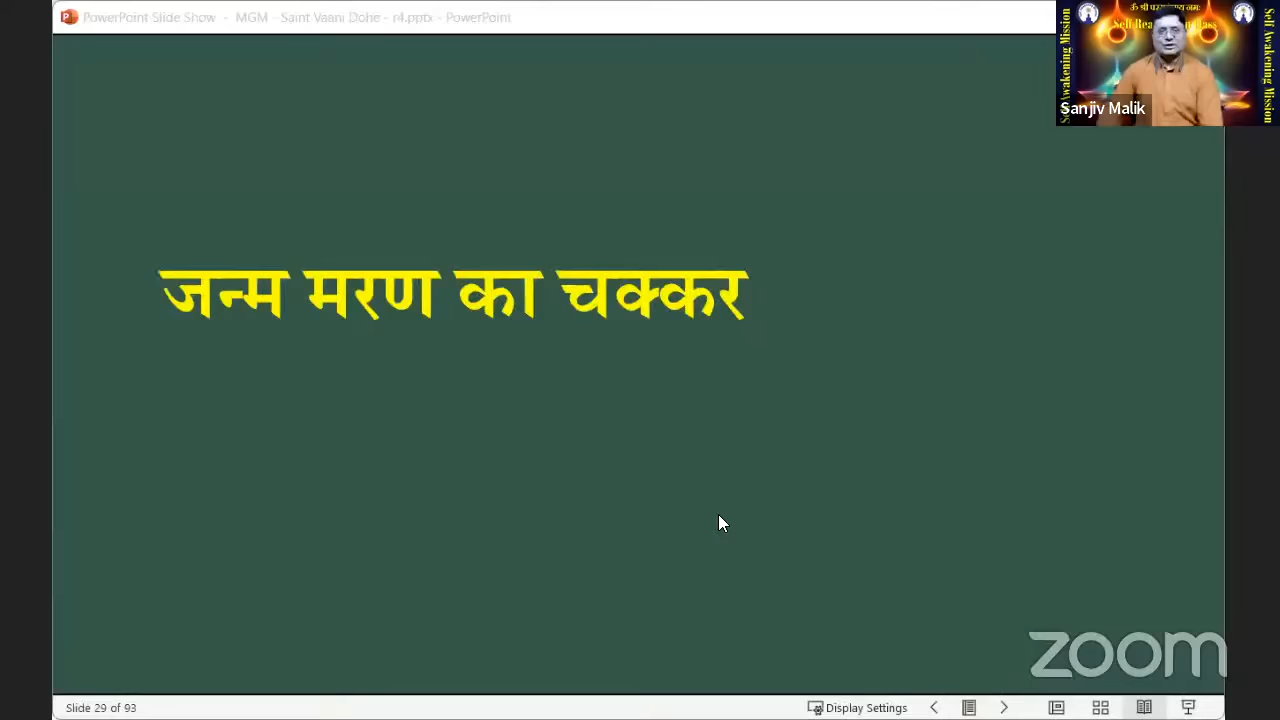 PowerPoint Slide Show - MGM - Saint Vaani Dohe - r4.pptx - PowerPoint
ॐ श्री
Self
Self Awakening Mission
Self Awakening Mission
Sanjiv Malik
जन्म मरण का चक्कर
zoom
Slide 29 of 93
Display Settings